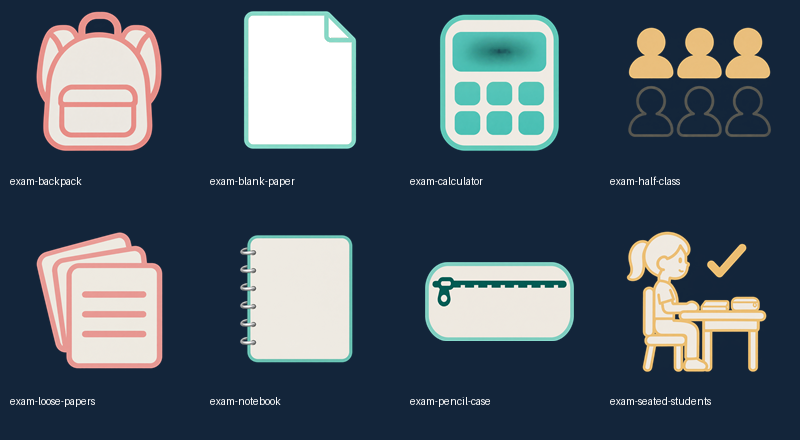 exam-backpack
exam-blank-paper
exam-calculator
exam-half-class
exam-loose-papers
exam-notebook
exam-pencil-case
exam-seated-students